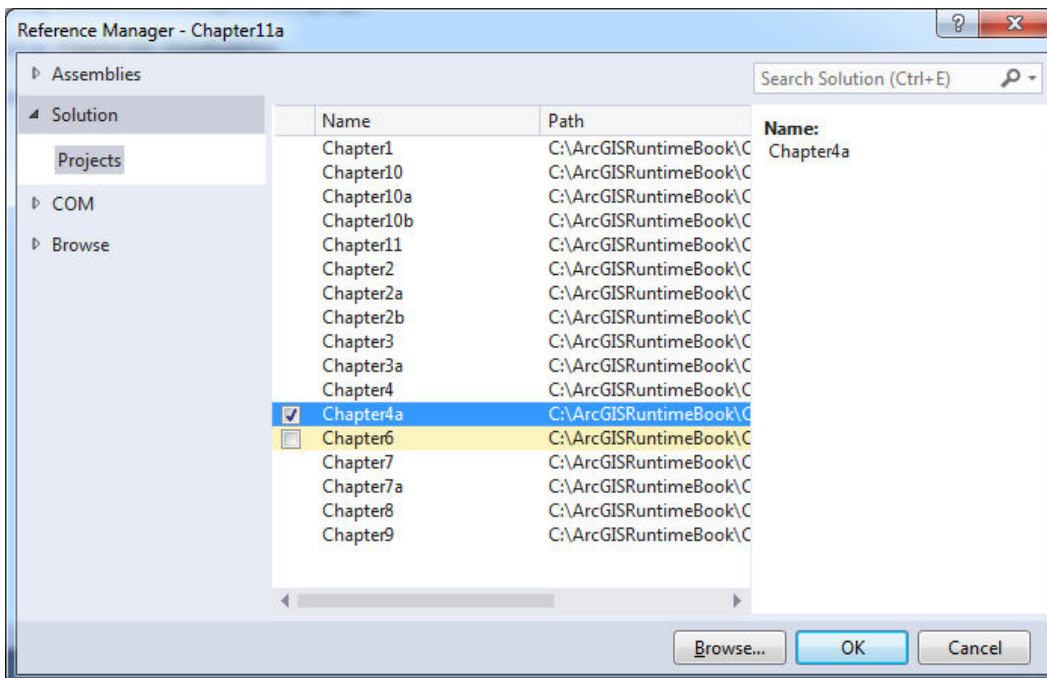 Reference Manager - Chapter11a
Assemblies
Solution
Projects
COM
Browse
Search Solution (Ctrl+E)
Name Path
Chapter1 C:\ArcGISRuntimeBook\C
Chapter10 C:\ArcGISRuntimeBook\C
Chapter10a C:\ArcGISRuntimeBook\C
Chapter10b C:\ArcGISRuntimeBook\C
Chapter11 C:\ArcGISRuntimeBook\C
Chapter2 C:\ArcGISRuntimeBook\C
Chapter2a C:\ArcGISRuntimeBook\C
Chapter2b C:\ArcGISRuntimeBook\C
Chapter3 C:\ArcGISRuntimeBook\C
Chapter3a C:\ArcGISRuntimeBook\C
Chapter4 C:\ArcGISRuntimeBook\C
Chapter4a C:\ArcGISRuntimeBook\C
Chapter6 C:\ArcGISRuntimeBook\C
Chapter7 C:\ArcGISRuntimeBook\C
Chapter7a C:\ArcGISRuntimeBook\C
Chapter8 C:\ArcGISRuntimeBook\C
Chapter9 C:\ArcGISRuntimeBook\C
Name:
Chapter4a
Browse... OK Cancel